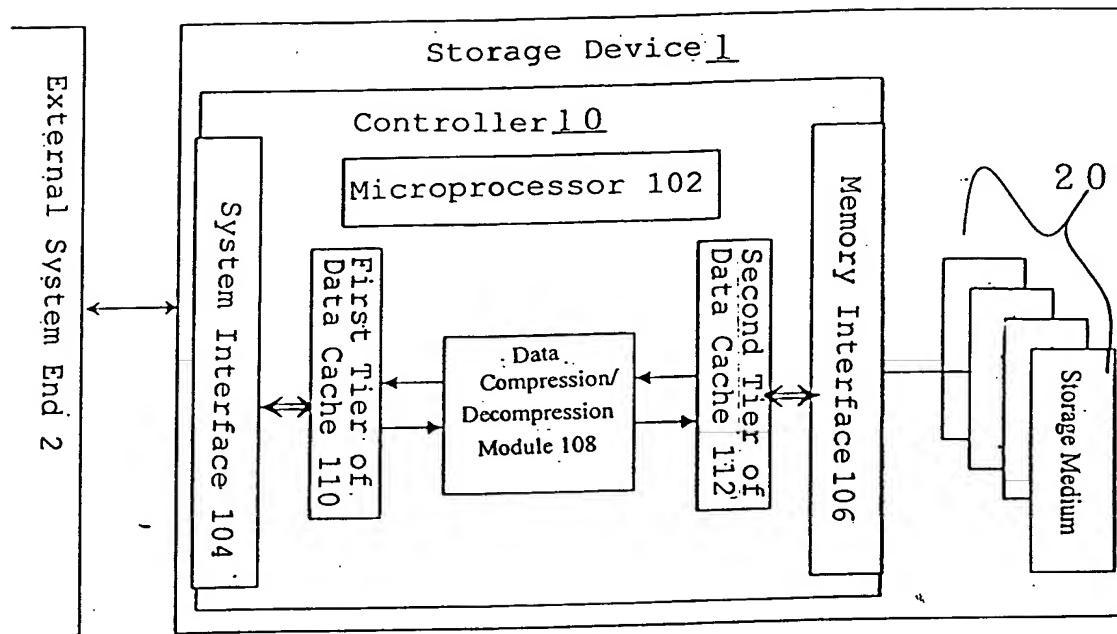 Storage Device 1
External System End 2
Controller 10
Microprocessor 102
System Interface 104
First Tier of
Data Cache 110
Data
Compression/
Decompression
Module 108
Second Tier of
Data Cache 112
Memory Interface 106
20
Storage Medium